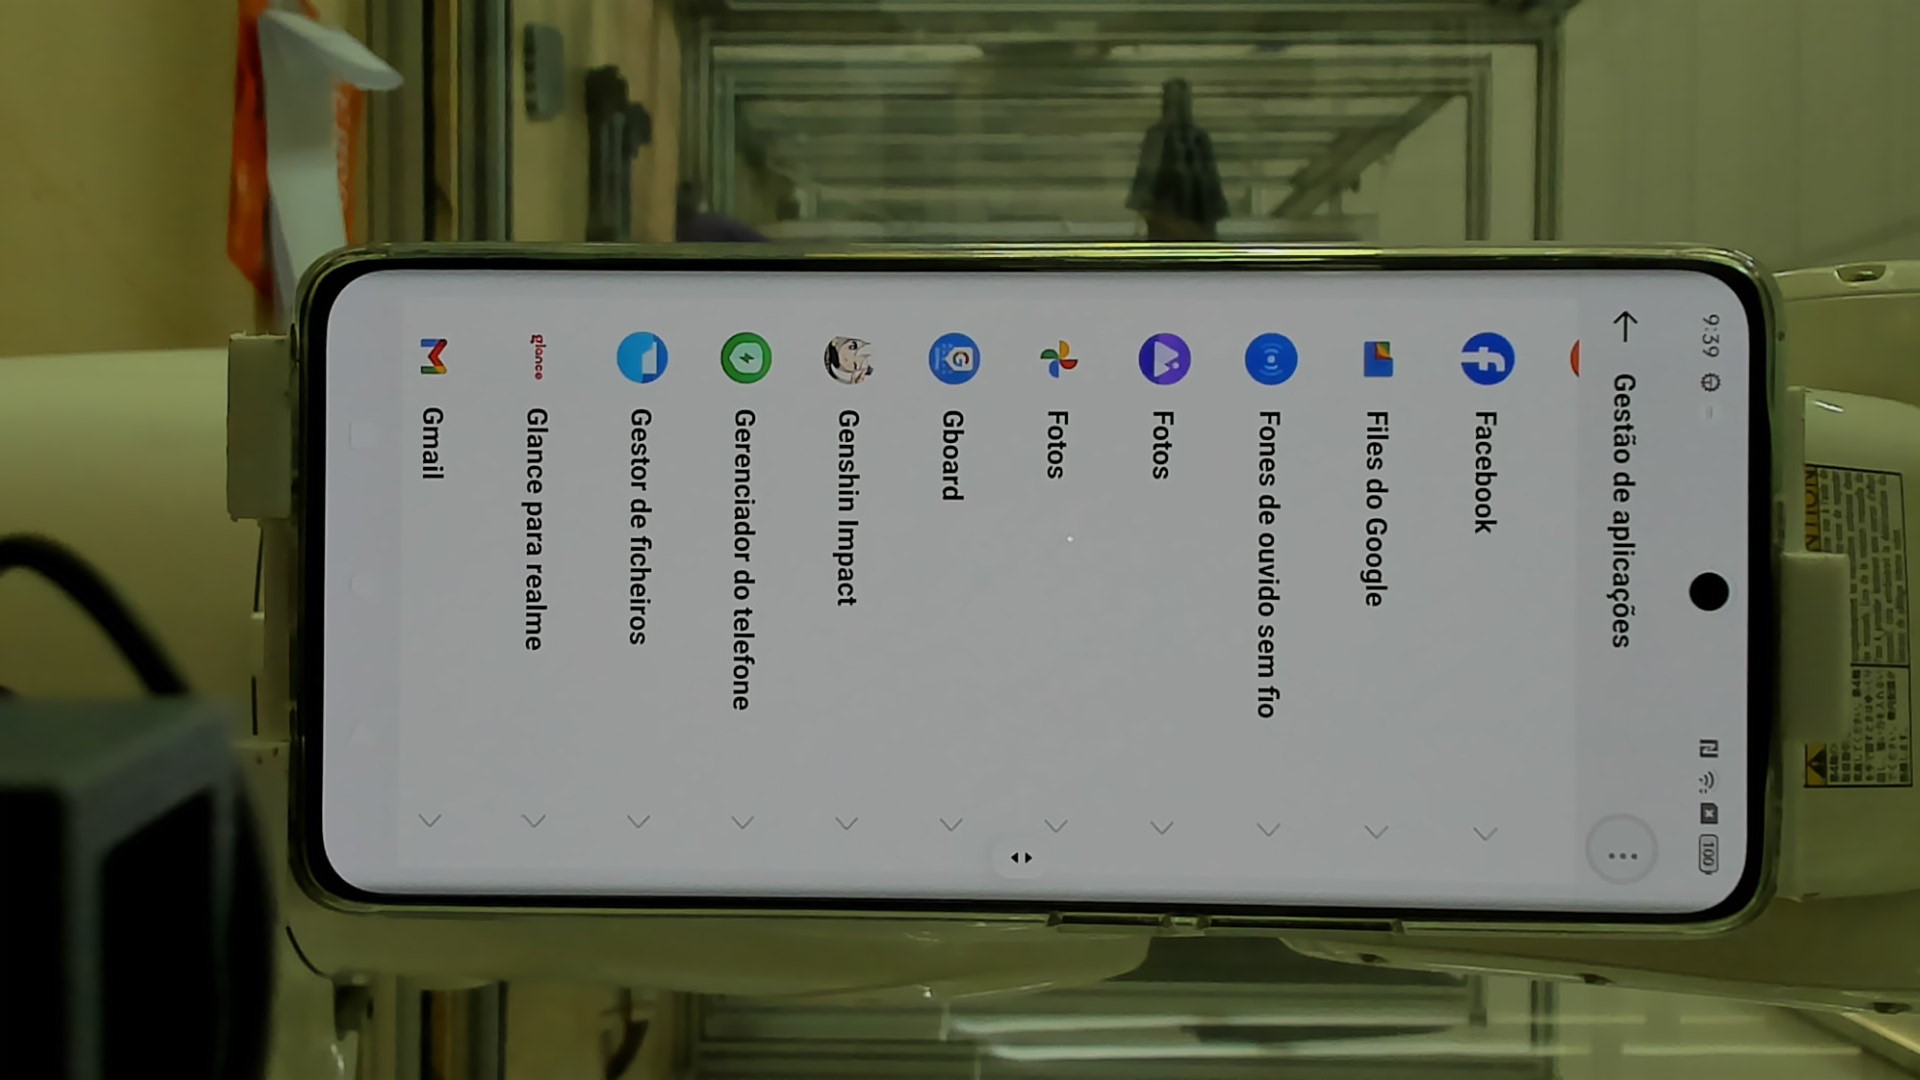 9:39
100
Gestão de aplicações
Facebook
Files do Google
Fones de ouvido sem fio
Fotos
Fotos
Gboard
Genshin Impact
Gerenciador do telefone
Gestor de ficheiros
glance
Glance para realme
Gmail